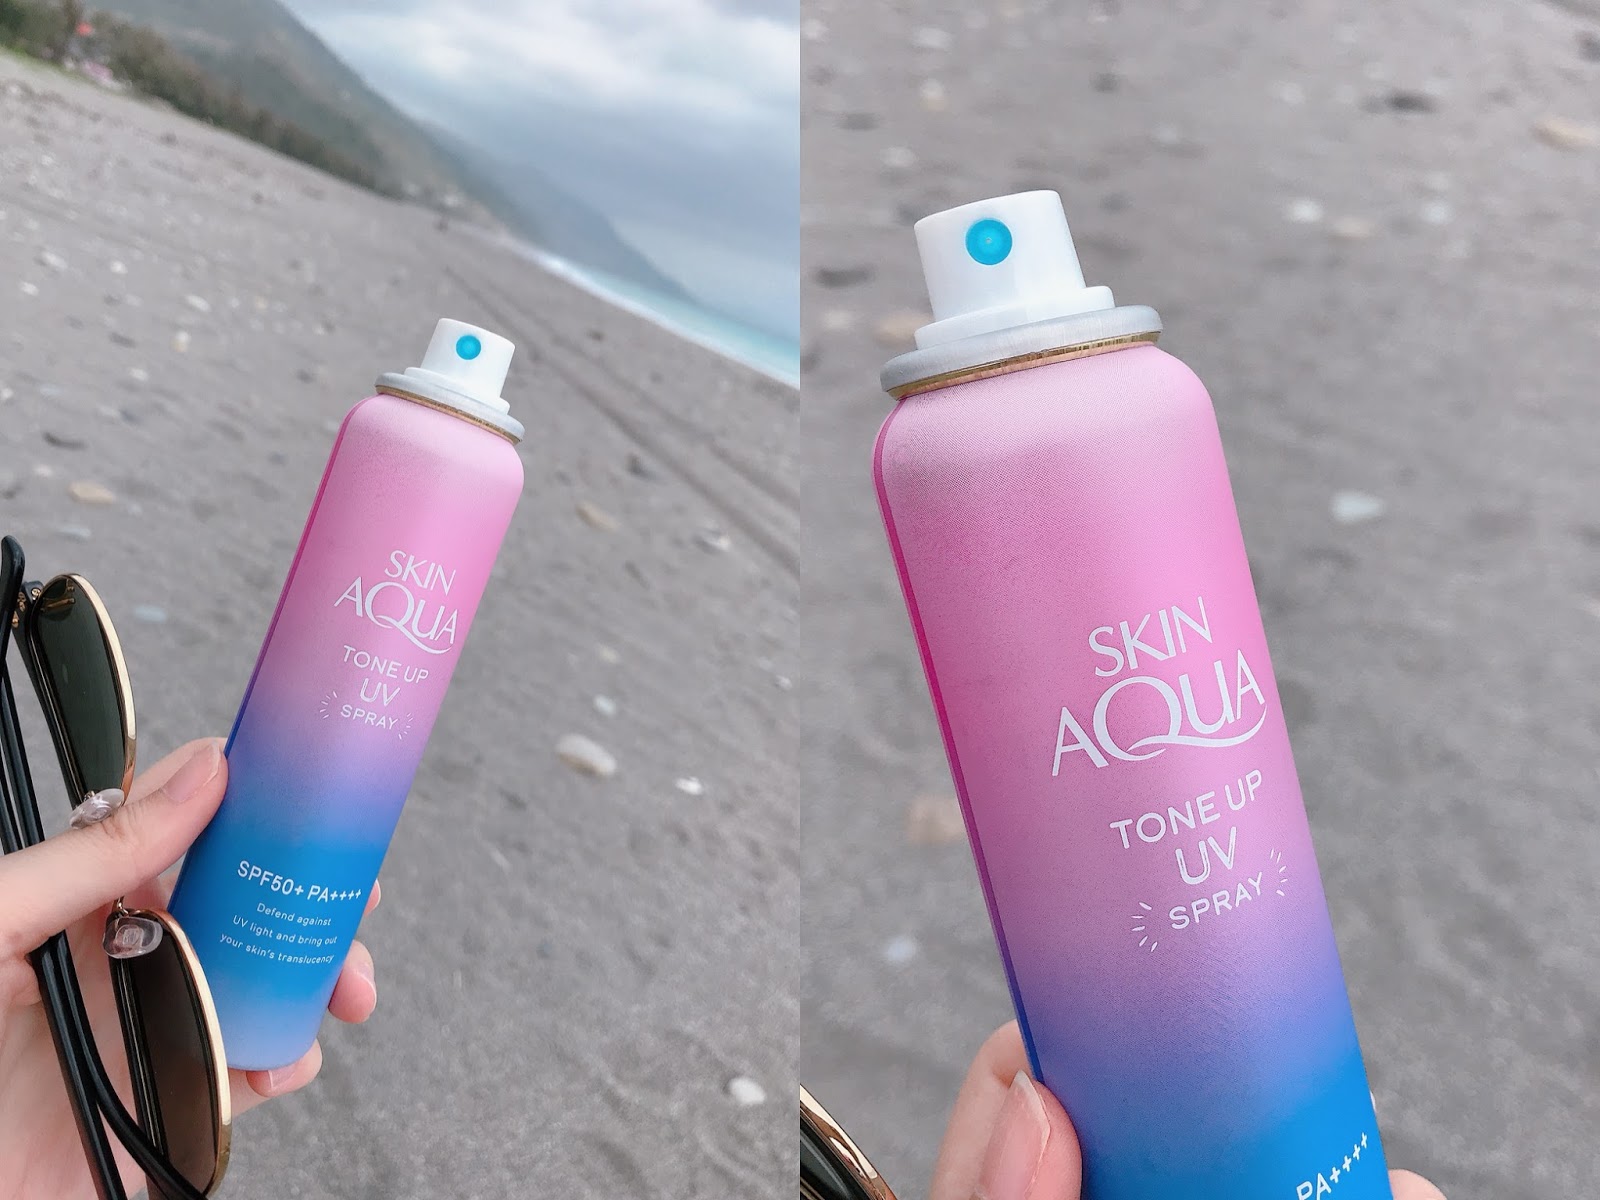 SKIN
AQUA
TONE UP
UV
SPRAY
SPF50+ PA++++
Defend against
UV light and bring out
your skin's translucency
SKIN
AQUA
TONE UP
UV
SPRAY
PA++++